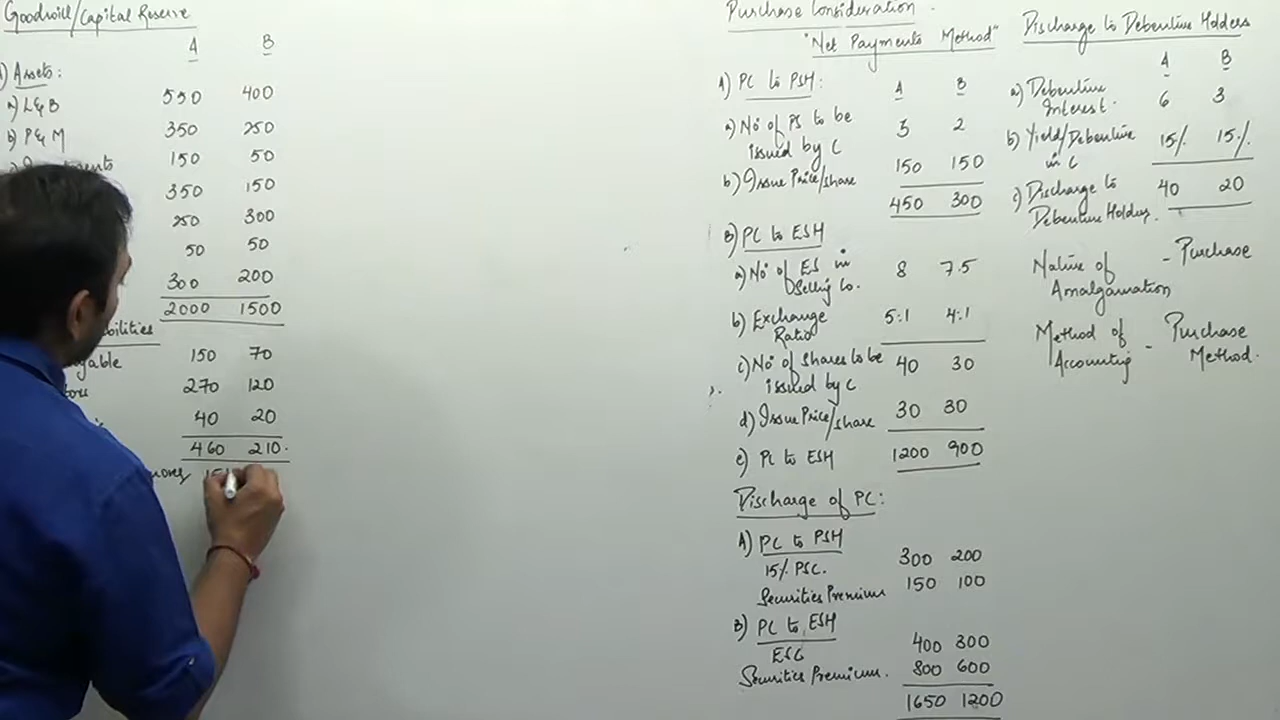 Goodwill/Capital Reserve
A B
1) Assets:
a) L&B 550 400
b) P&M 350 250
150 50
350 150
250 300
50 50
300 200
2000 1500
150 70
270 120
40 20
460 210.
Purchase Consideration.
"Net Payments Method"
A) PC to PSH: A B
a) No of PS to be issued by C 3 2
b) Issue Price/share 150 150
450 300
B) PC to ESH
a) No of ES in Selling Co. 8 7.5
b) Exchange Ratio 5:1 4:1
c) No of shares to be issued by C 40 30
d) Issue Price/share 30 30
e) PC to ESH 1200 900
Discharge of PC:
A) PC to PSH
15% PSC. 300 200
Securities Premium 150 100
B) PC to ESH
ESC 400 300
Securities Premium. 800 600
1650 1200
Discharge to Debenture Holders
A B
a) Debenture Interest. 6 3
b) Yield/Debenture in C 15% 15%
c) Discharge to Debenture Holders. 40 20
Nature of Amalgamation - Purchase
Method of Accounting - Purchase Method.